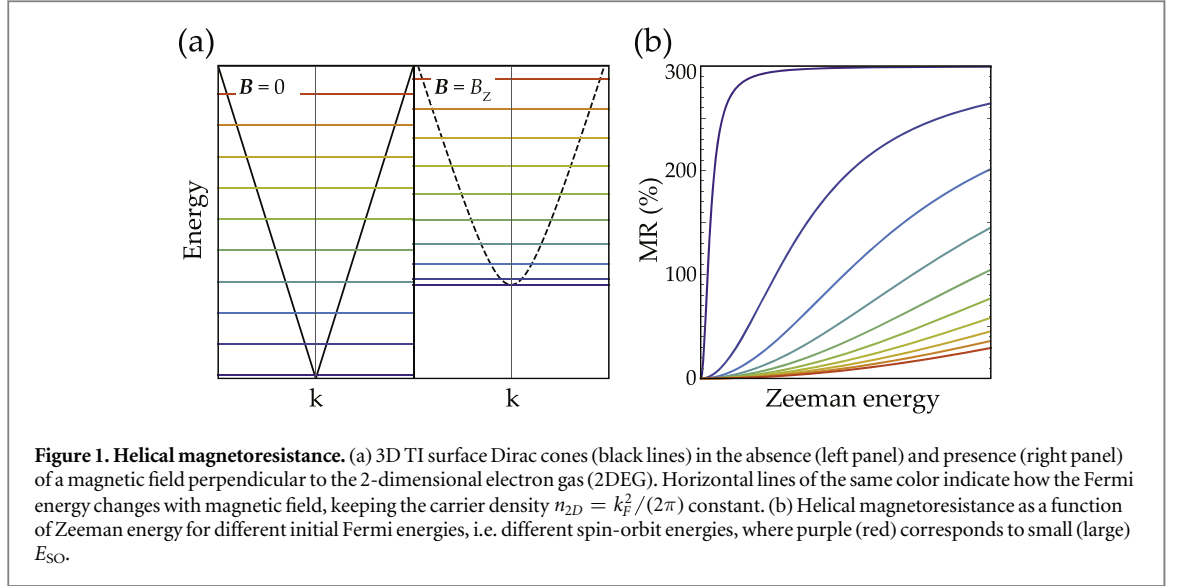 (a)
(b)
B = 0
B = B_Z
Energy
k
k
300
200
100
0
MR (%)
Zeeman energy
Figure 1. Helical magnetoresistance. (a) 3D TI surface Dirac cones (black lines) in the absence (left panel) and presence (right panel)
of a magnetic field perpendicular to the 2-dimensional electron gas (2DEG). Horizontal lines of the same color indicate how the Fermi
energy changes with magnetic field, keeping the carrier density n_{2D} = k_F^2/(2π) constant. (b) Helical magnetoresistance as a function
of Zeeman energy for different initial Fermi energies, i.e. different spin-orbit energies, where purple (red) corresponds to small (large)
E_{SO}.